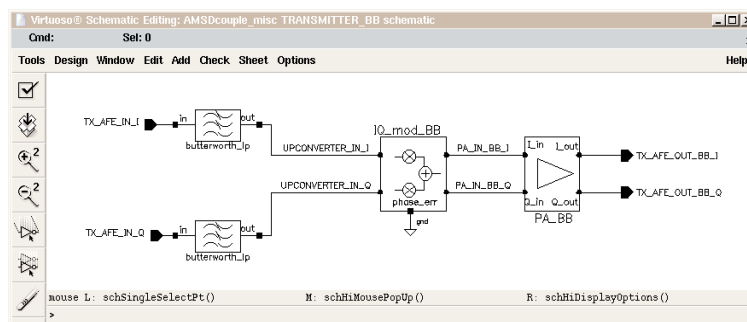 Virtuoso® Schematic Editing: AMSDcouple_misc TRANSMITTER_BB schematic
Cmd: Sel: 0
Tools Design Window Edit Add Check Sheet Options Help
TX_AFE_IN_I in out
butterworth_lp
UPCONVERTER_IN_I
IQ_mod_BB
PA_IN_BB_I
I_in I_out
TX_AFE_OUT_BB_I
UPCONVERTER_IN_Q
PA_IN_BB_Q
TX_AFE_OUT_BB_Q
phase_err
Q_in Q_out
PA_BB
gnd
TX_AFE_IN_Q in out
butterworth_lp
2
2
mouse L: schSingleSelectPt() M: schHiMousePopUp() R: schHiDisplayOptions()
>